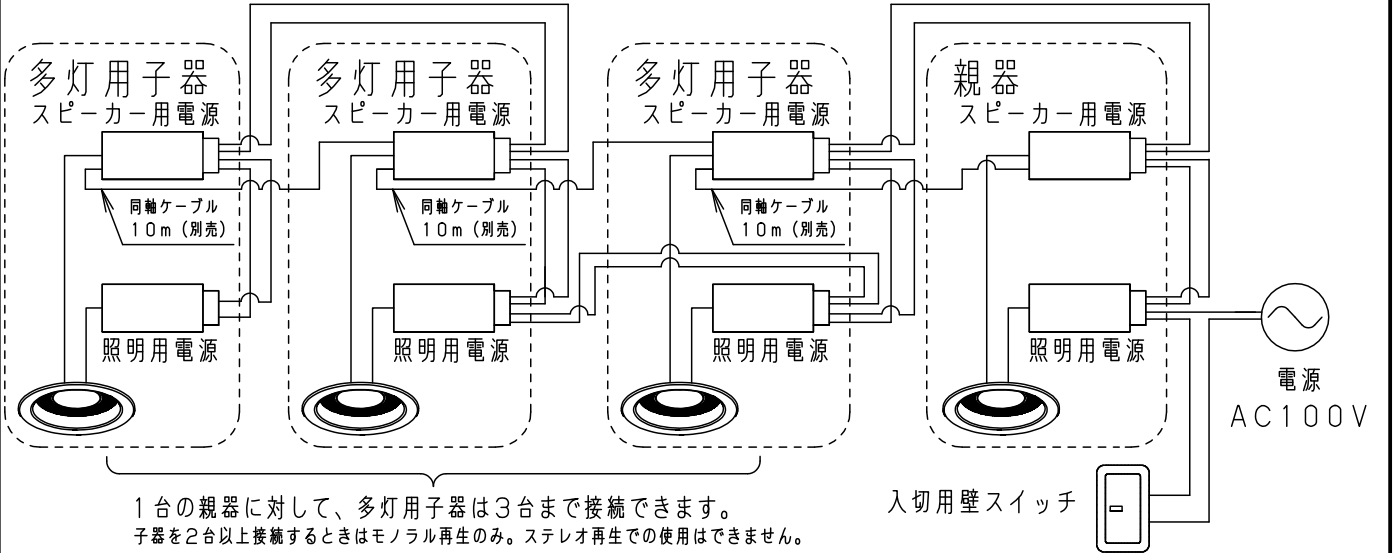 多灯用子器
スピーカー用電源
同軸ケーブル
10m(別売)
照明用電源
多灯用子器
スピーカー用電源
同軸ケーブル
10m(別売)
照明用電源
多灯用子器
スピーカー用電源
同軸ケーブル
10m(別売)
照明用電源
親器
スピーカー用電源
照明用電源
電源
AC100V
1台の親器に対して、多灯用子器は3台まで接続できます。
子器を2台以上接続するときはモノラル再生のみ。ステレオ再生での使用はできません。
入切用壁スイッチ